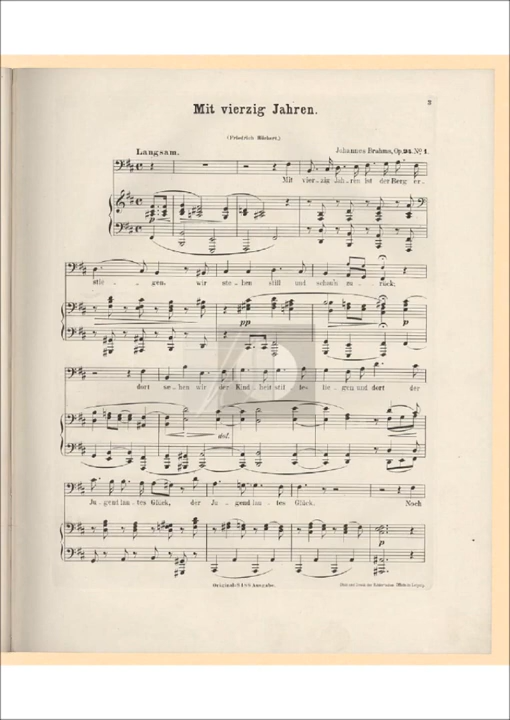 3
Mit vierzig Jahren.
(Friedrich Rückert.)
Langsam.
Johannes Brahms, Op. 94. Nº 1.
Mit vier-zig Jah-ren ist der Berg er-
stie-gen, wir ste-hen still und schau'n zu-rück;
pp
p
dort se-hen wir der Kind-heit stil-les lie-gen und dort der
dol.
Ju-gend lau-tes Glück, der Ju-gend lau-tes Glück. Noch
p
Original-Ausgabe.